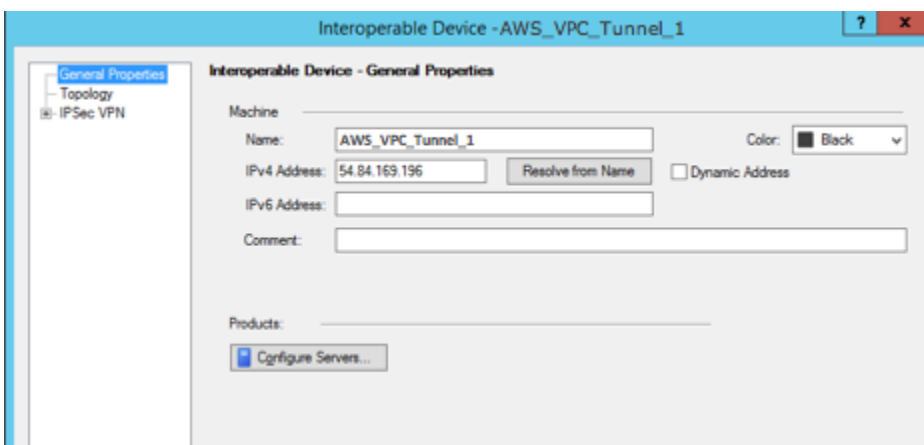 Interoperable Device -AWS_VPC_Tunnel_1
? x
General Properties
Topology
IPSec VPN
Interoperable Device - General Properties
Machine
Name: AWS_VPC_Tunnel_1 Color: Black
IPv4 Address: 54.84.169.196 Resolve from Name Dynamic Address
IPv6 Address:
Comment:
Products:
Configure Servers...